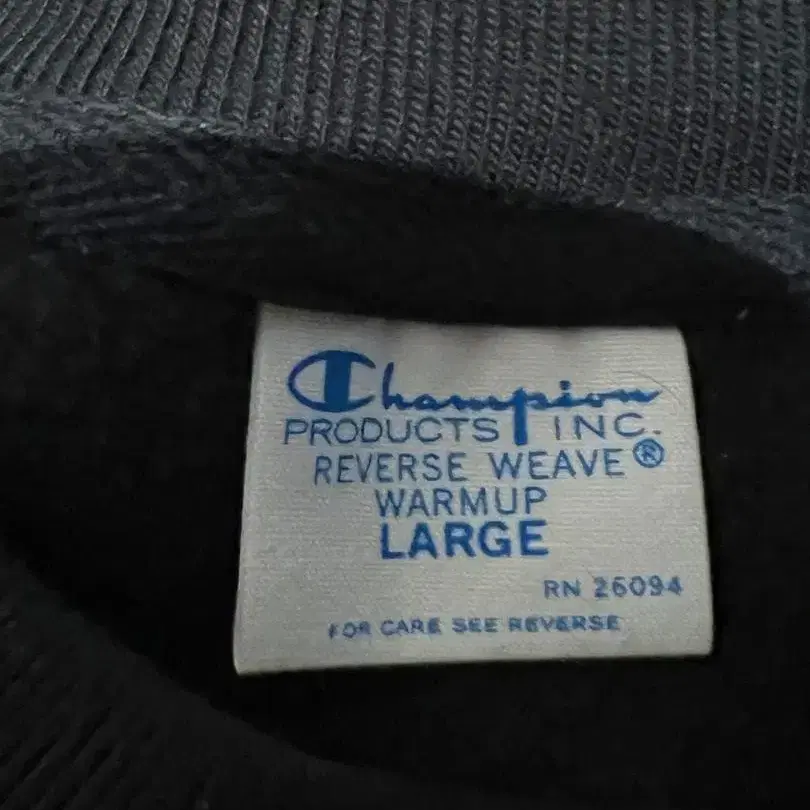 Champion
PRODUCTS INC.
REVERSE WEAVE®
WARMUP
LARGE
RN 26094
FOR CARE SEE REVERSE